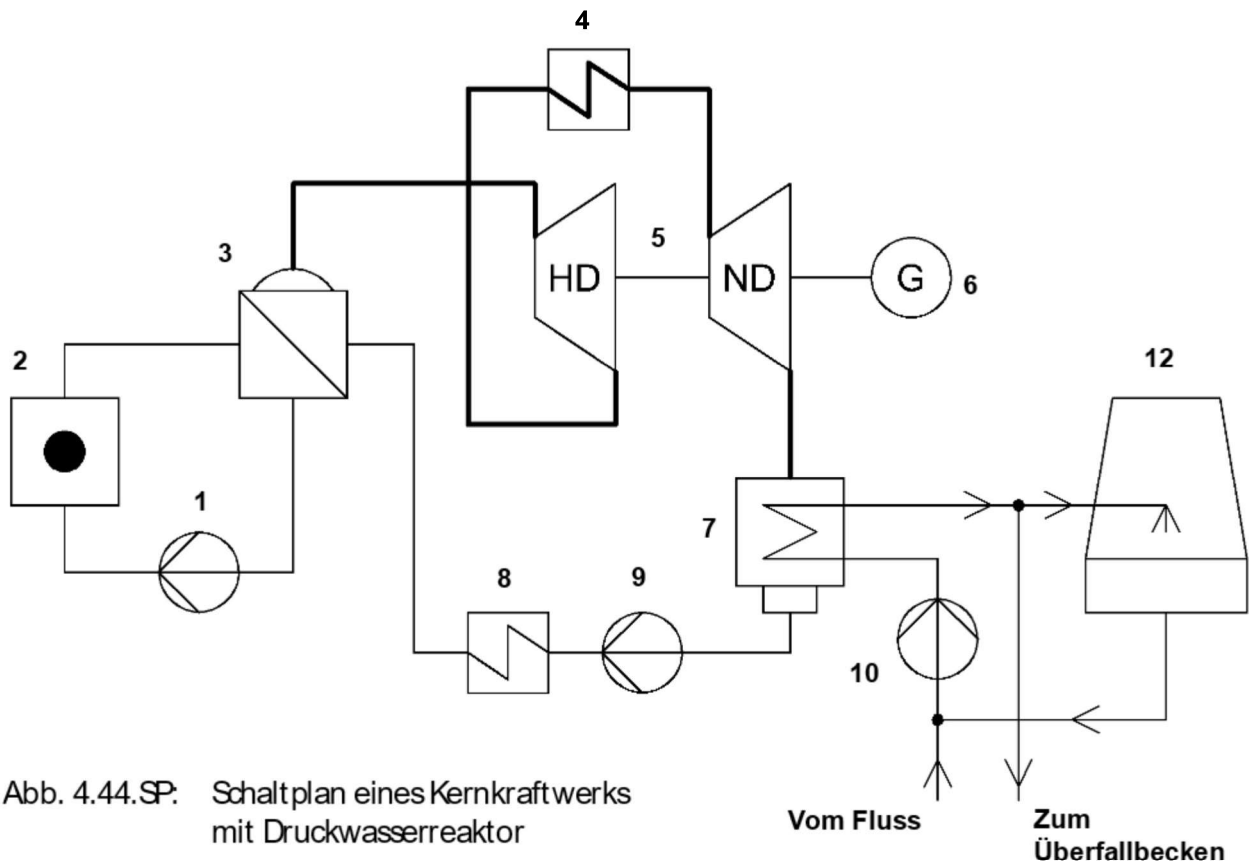 4
3
5
HD
ND
G
6
2
12
1
7
8
9
10
Abb. 4.44.SP: Schaltplan eines Kernkraftwerks
mit Druckwasserreaktor
Vom Fluss
Zum
Überfallbecken